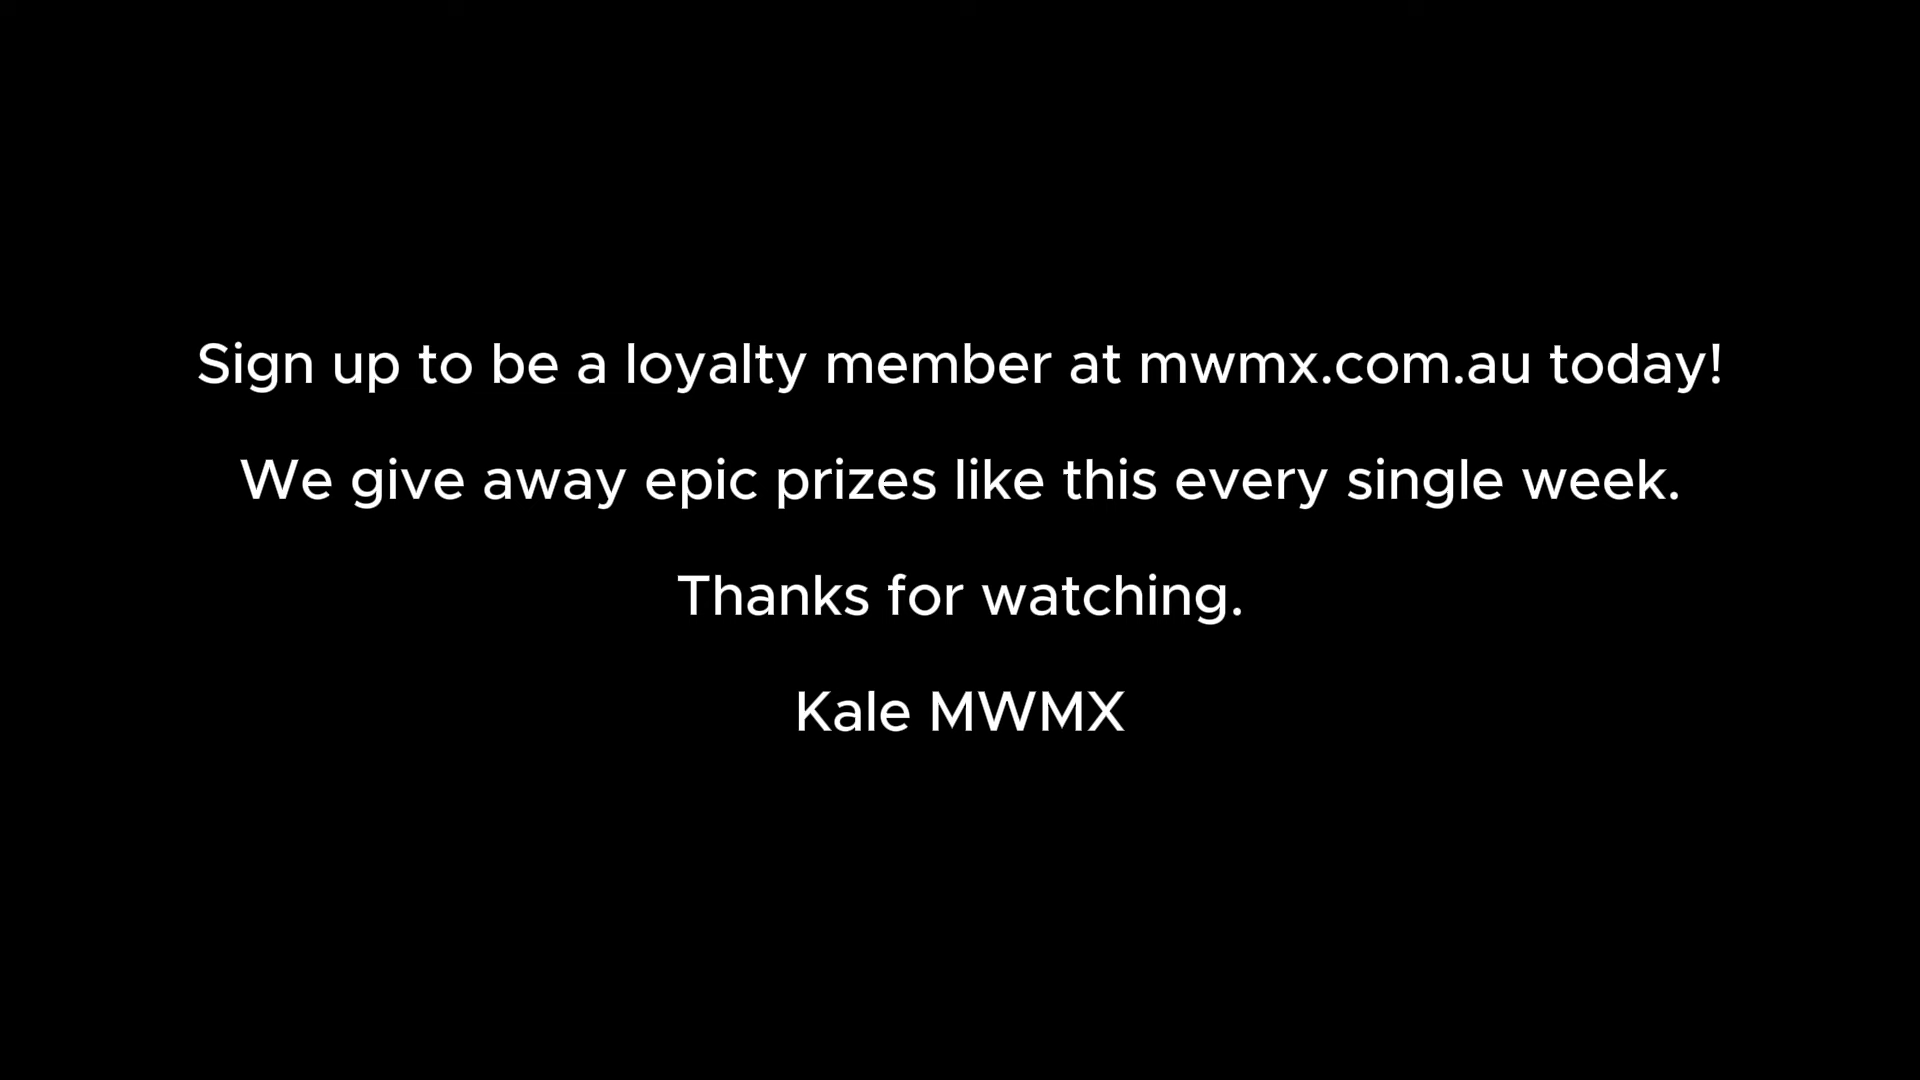 Sign up to be a loyalty member at mwmx.com.au today!
We give away epic prizes like this every single week.
Thanks for watching.
Kale MWMX